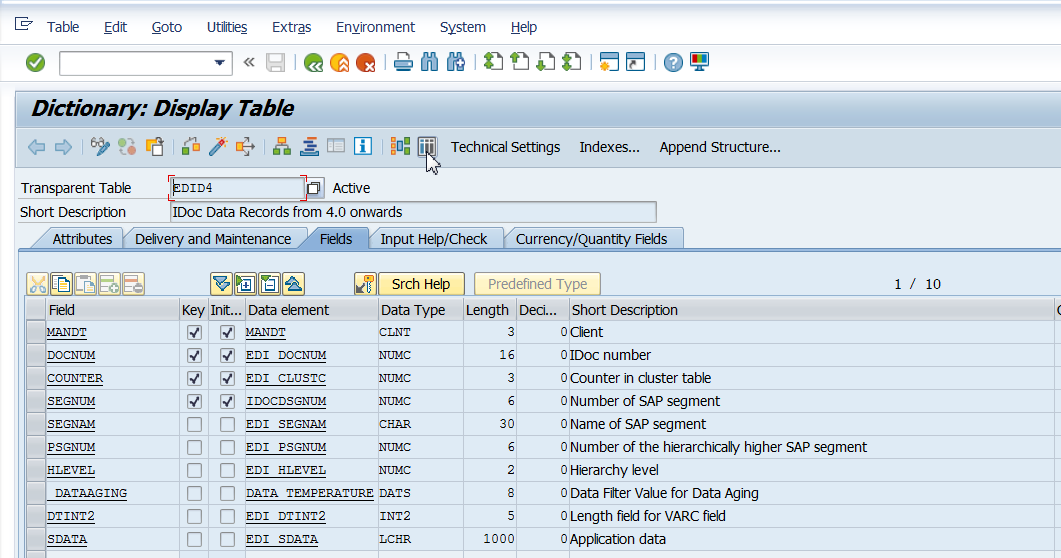 Table Edit Goto Utilities Extras Environment System Help
Dictionary: Display Table
Technical Settings Indexes... Append Structure...
Transparent Table EDID4 Active
Short Description IDoc Data Records from 4.0 onwards
Attributes Delivery and Maintenance Fields Input Help/Check Currency/Quantity Fields
Srch Help Predefined Type 1 / 10
Field Key Init... Data element Data Type Length Deci... Short Description
MANDT MANDT CLNT 3 0 Client
DOCNUM EDI_DOCNUM NUMC 16 0 IDoc number
COUNTER EDI_CLUSTC NUMC 3 0 Counter in cluster table
SEGNUM IDOCDSGNUM NUMC 6 0 Number of SAP segment
SEGNAM EDI_SEGNAM CHAR 30 0 Name of SAP segment
PSGNUM EDI_PSGNUM NUMC 6 0 Number of the hierarchically higher SAP segment
HLEVEL EDI_HLEVEL NUMC 2 0 Hierarchy level
_DATAAGING DATA_TEMPERATURE DATS 8 0 Data Filter Value for Data Aging
DTINT2 EDI_DTINT2 INT2 5 0 Length field for VARC field
SDATA EDI_SDATA LCHR 1000 0 Application data